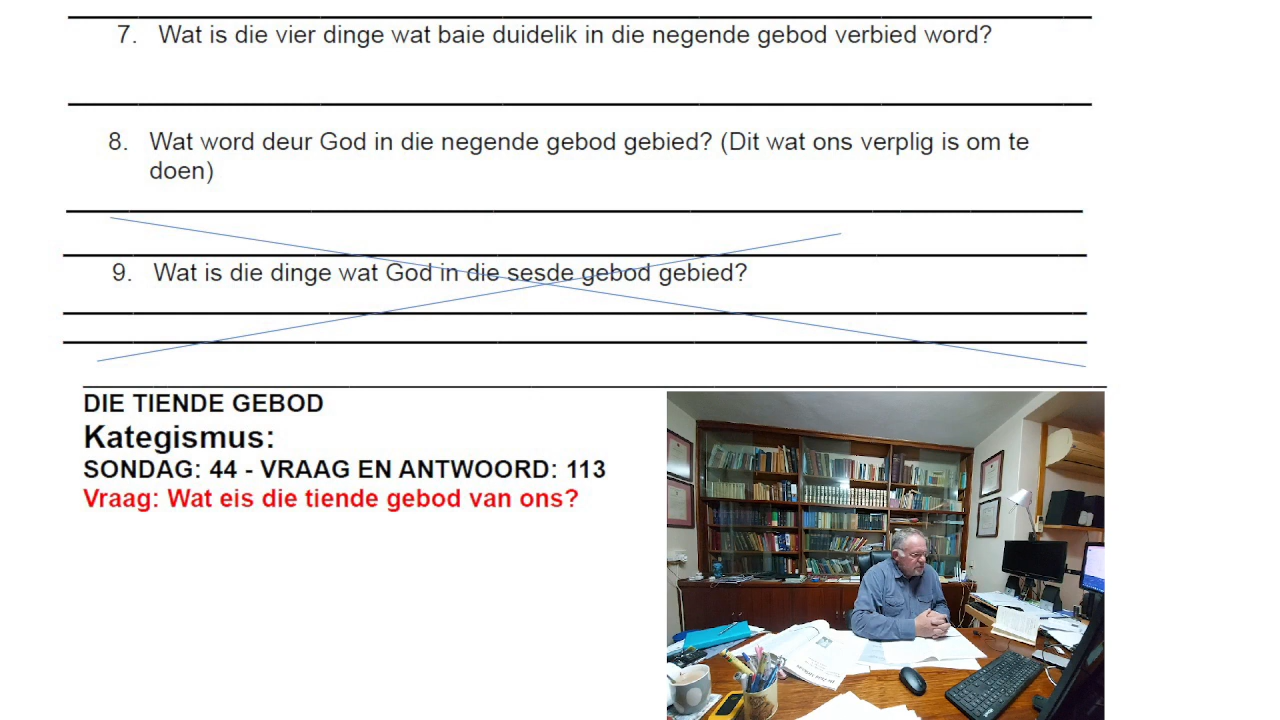 7. Wat is die vier dinge wat baie duidelik in die negende gebod verbied word?
8. Wat word deur God in die negende gebod gebied? (Dit wat ons verplig is om te
doen)
9. Wat is die dinge wat God in die sesde gebod gebied?
DIE TIENDE GEBOD
Kategismus:
SONDAG: 44 - VRAAG EN ANTWOORD: 113
Vraag: Wat eis die tiende gebod van ons?